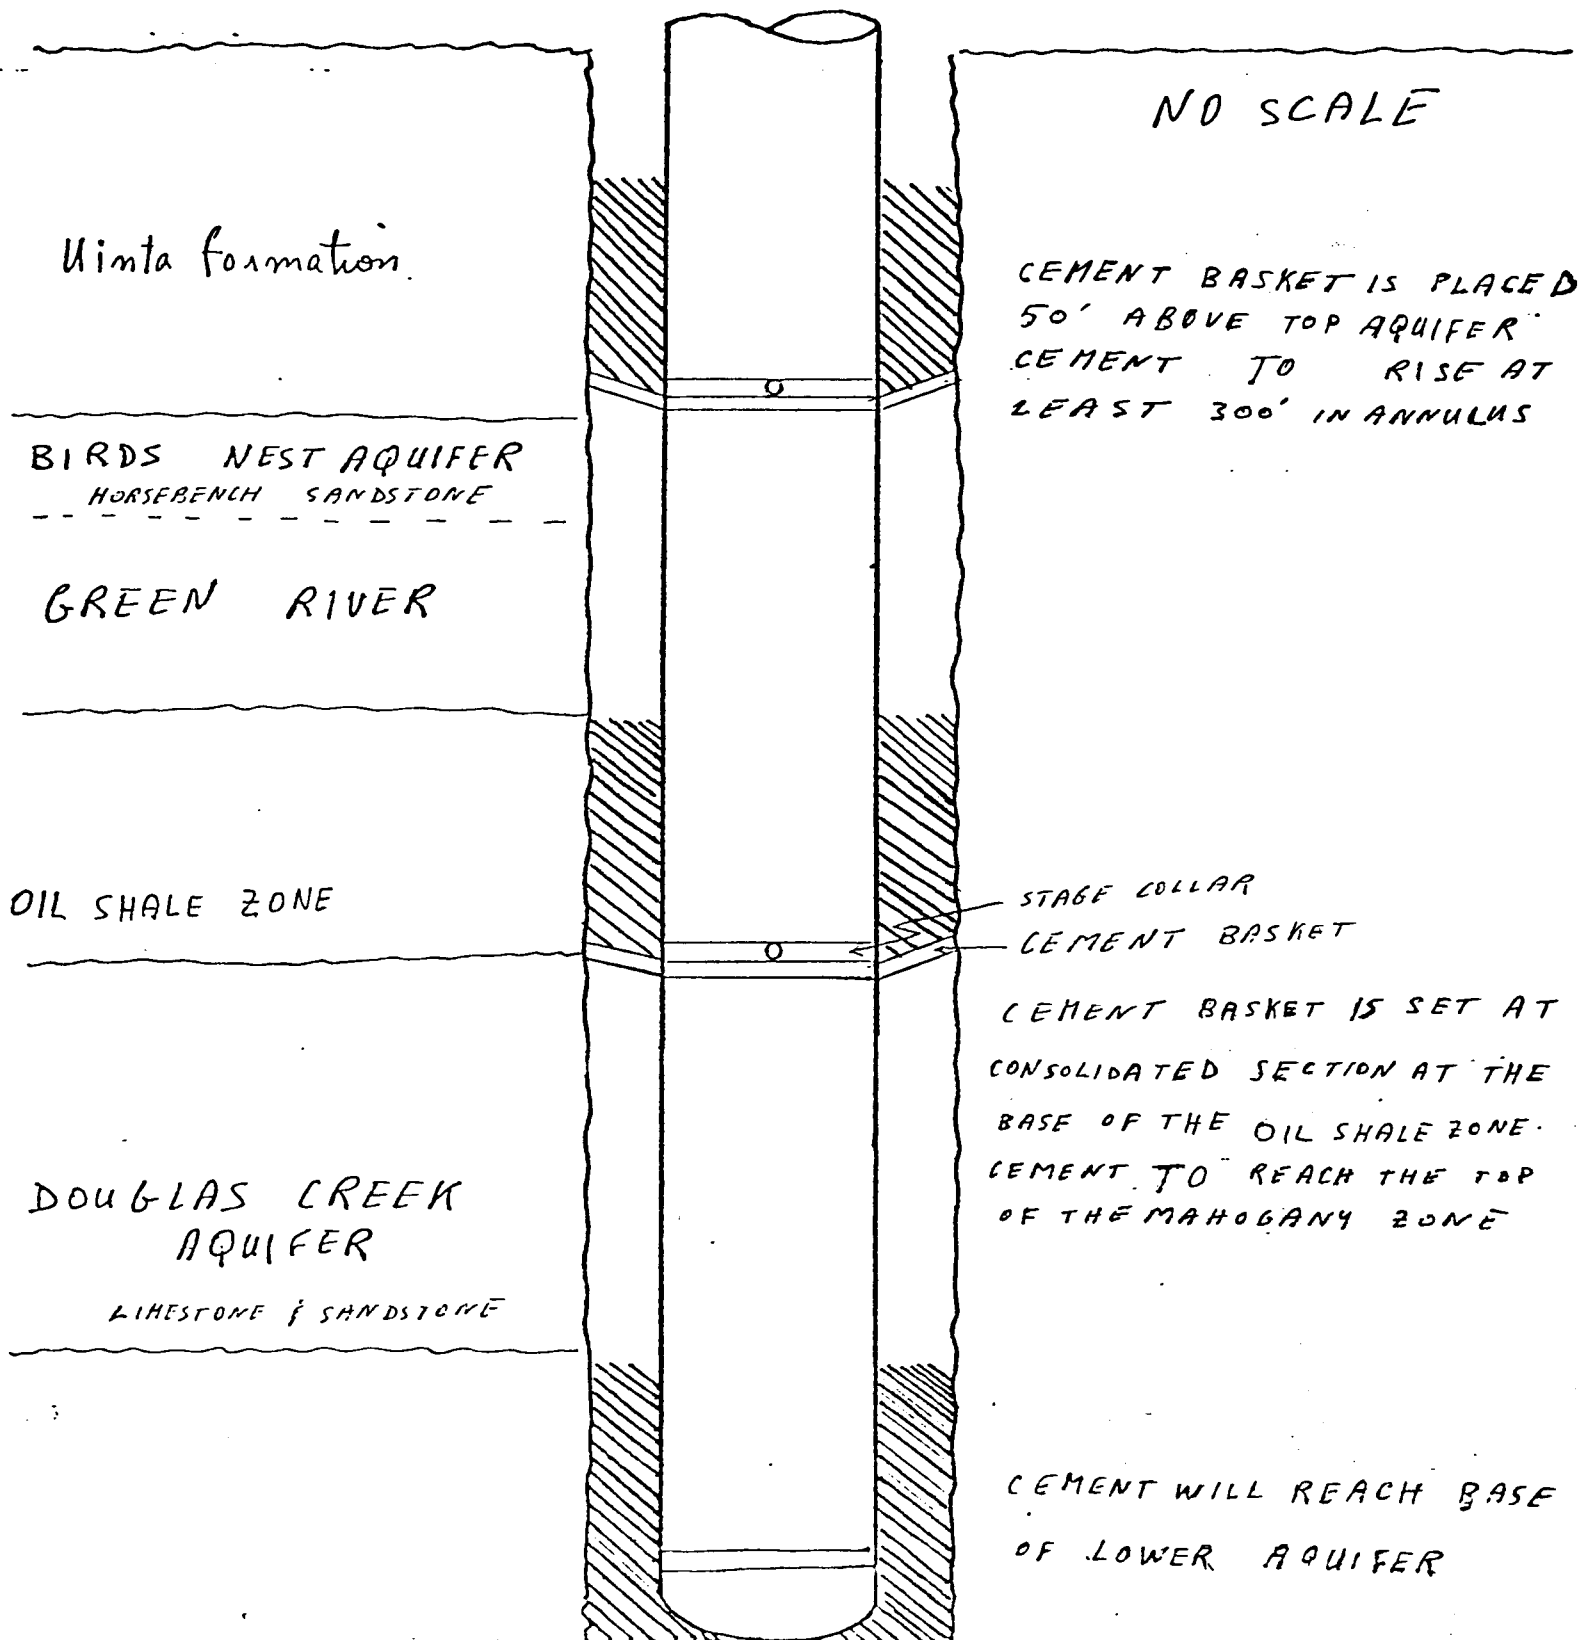 NO SCALE
Uinta formation.
CEMENT BASKET IS PLACED
50' ABOVE TOP AQUIFER
CEMENT TO RISE AT
LEAST 300' IN ANNULUS
BIRDS NEST AQUIFER
HORSEBENCH SANDSTONE
GREEN RIVER
OIL SHALE ZONE
STAGE COLLAR
CEMENT BASKET
CEMENT BASKET IS SET AT
CONSOLIDATED SECTION AT THE
BASE OF THE OIL SHALE ZONE.
CEMENT TO REACH THE TOP
OF THE MAHOGANY ZONE
DOUGLAS CREEK
AQUIFER
LIMESTONE & SANDSTONE
CEMENT WILL REACH BASE
OF LOWER AQUIFER